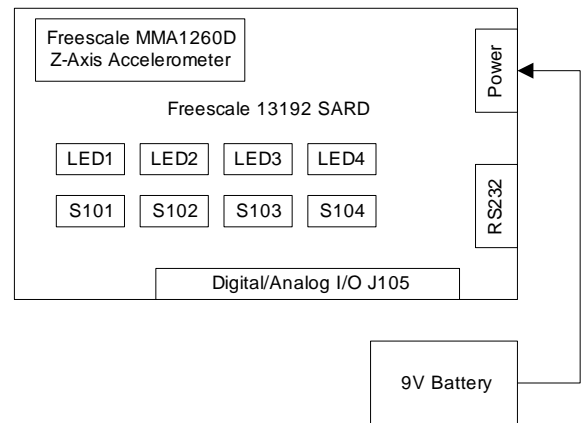 Freescale MMA1260D
Z-Axis Accelerometer
Power
Freescale 13192 SARD
LED1 LED2 LED3 LED4
S101 S102 S103 S104
RS232
Digital/Analog I/O J105
9V Battery